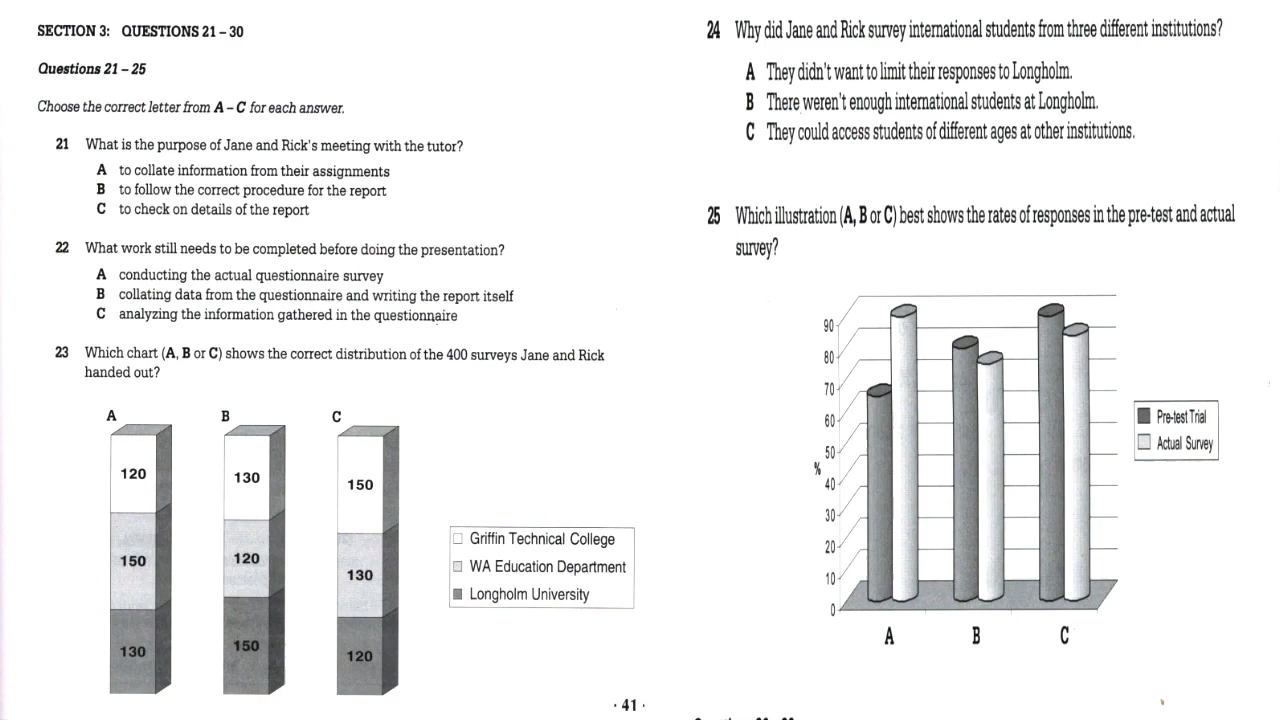 SECTION 3: QUESTIONS 21 – 30
Questions 21 – 25
Choose the correct letter from A – C for each answer.
21 What is the purpose of Jane and Rick's meeting with the tutor?
A to collate information from their assignments
B to follow the correct procedure for the report
C to check on details of the report
22 What work still needs to be completed before doing the presentation?
A conducting the actual questionnaire survey
B collating data from the questionnaire and writing the report itself
C analyzing the information gathered in the questionnaire
23 Which chart (A, B or C) shows the correct distribution of the 400 surveys Jane and Rick
handed out?
A B C
120 130 150
150 120 130
130 150 120
Griffin Technical College
WA Education Department
Longholm University
· 41 ·
24 Why did Jane and Rick survey international students from three different institutions?
A They didn't want to limit their responses to Longholm.
B There weren't enough international students at Longholm.
C They could access students of different ages at other institutions.
25 Which illustration (A, B or C) best shows the rates of responses in the pre-test and actual
survey?
90
80
70
60
50
%
40
30
20
10
0
A B C
Pre-test Trial
Actual Survey